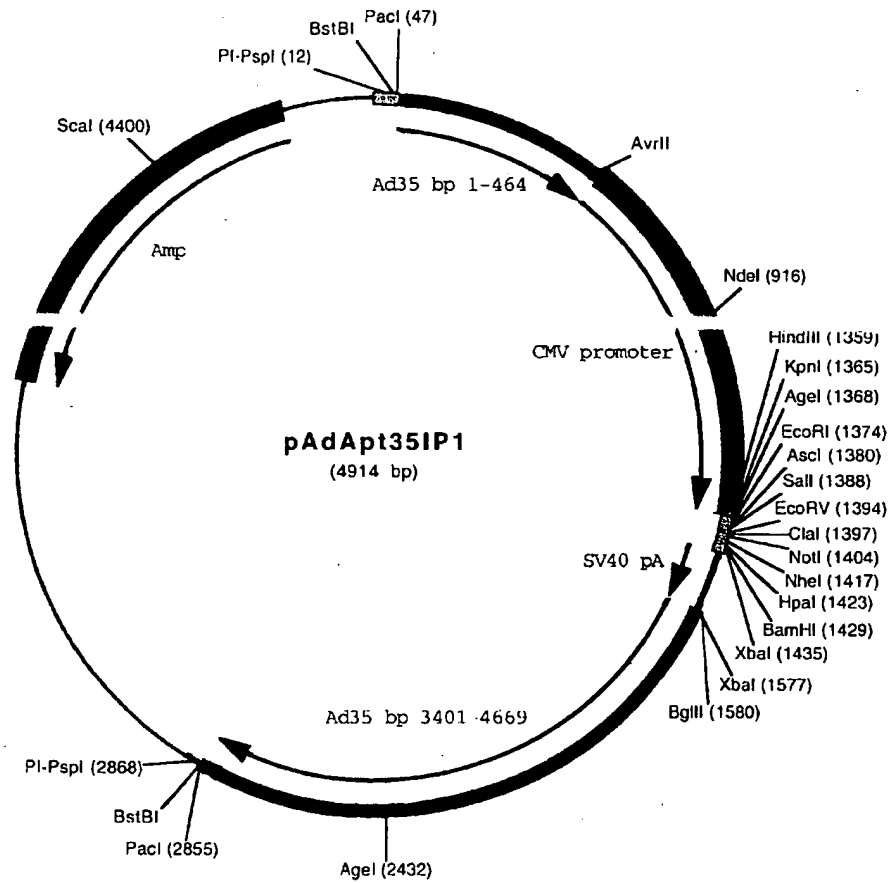 PacI (47)
BstBI
PI-PspI (12)
ScaI (4400)
AvrII
Ad35 bp 1-464
Amp
NdeI (916)
HindIII (1359)
CMV promoter
KpnI (1365)
AgeI (1368)
EcoRI (1374)
pAdApt35IP1
AscI (1380)
(4914 bp)
SalI (1388)
EcoRV (1394)
ClaI (1397)
SV40 pA
NotI (1404)
NheI (1417)
HpaI (1423)
BamHI (1429)
XbaI (1435)
XbaI (1577)
BglII (1580)
Ad35 bp 3401-4669
PI-PspI (2868)
BstBI
PacI (2855)
AgeI (2432)